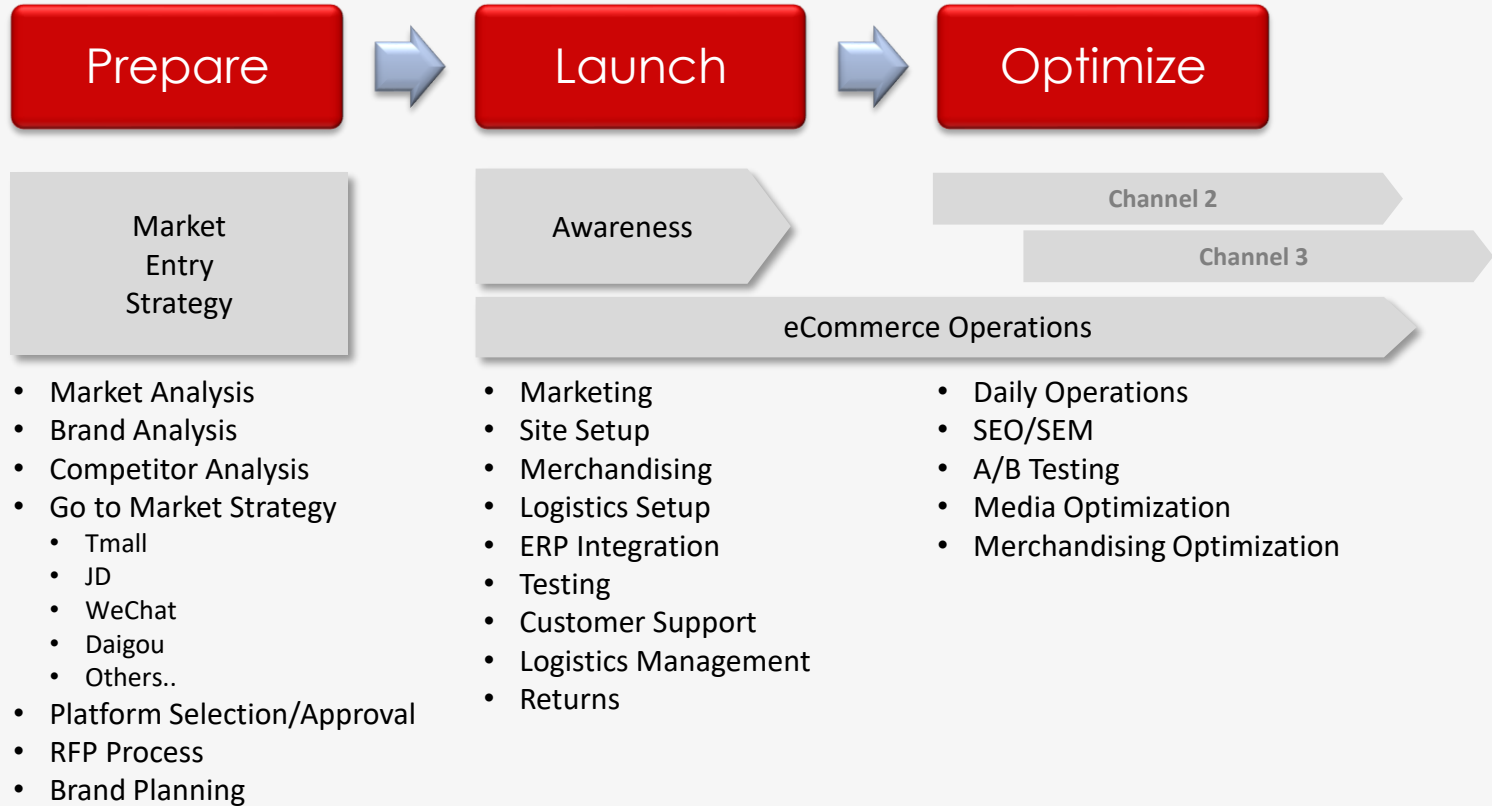 Prepare
Launch
Optimize
Market
Entry
Strategy
Awareness
Channel 2
Channel 3
eCommerce Operations
• Market Analysis
• Brand Analysis
• Competitor Analysis
• Go to Market Strategy
• Tmall
• JD
• WeChat
• Daigou
• Others..
• Platform Selection/Approval
• RFP Process
• Brand Planning
• Marketing
• Site Setup
• Merchandising
• Logistics Setup
• ERP Integration
• Testing
• Customer Support
• Logistics Management
• Returns
• Daily Operations
• SEO/SEM
• A/B Testing
• Media Optimization
• Merchandising Optimization